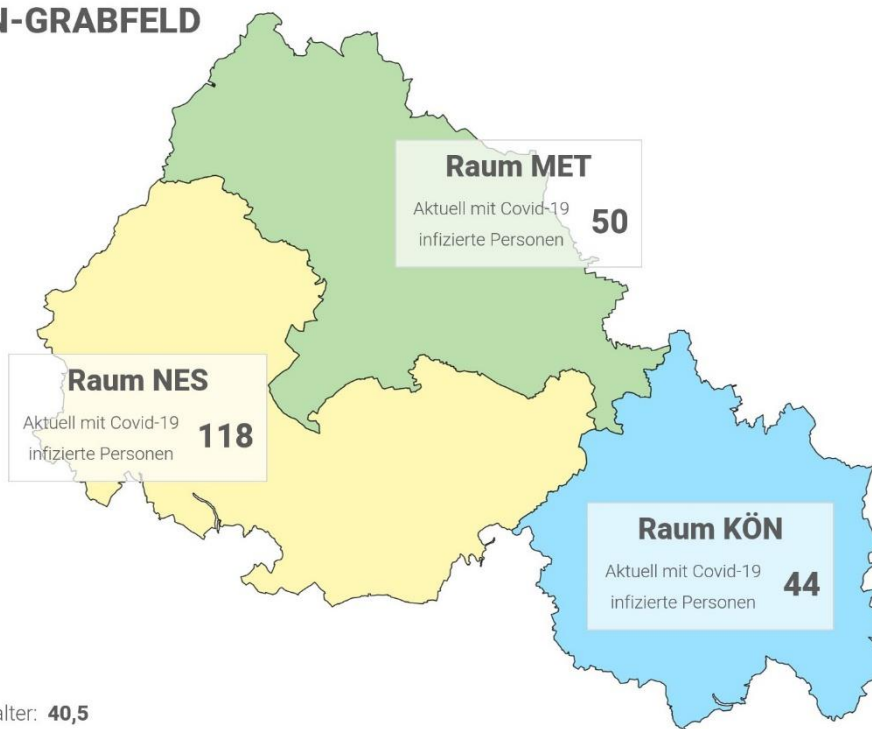 N-GRABFELD
Raum MET
Aktuell mit Covid-19
infizierte Personen
50
Raum NES
Aktuell mit Covid-19
infizierte Personen
118
Raum KÖN
Aktuell mit Covid-19
infizierte Personen
44
alter: 40,5